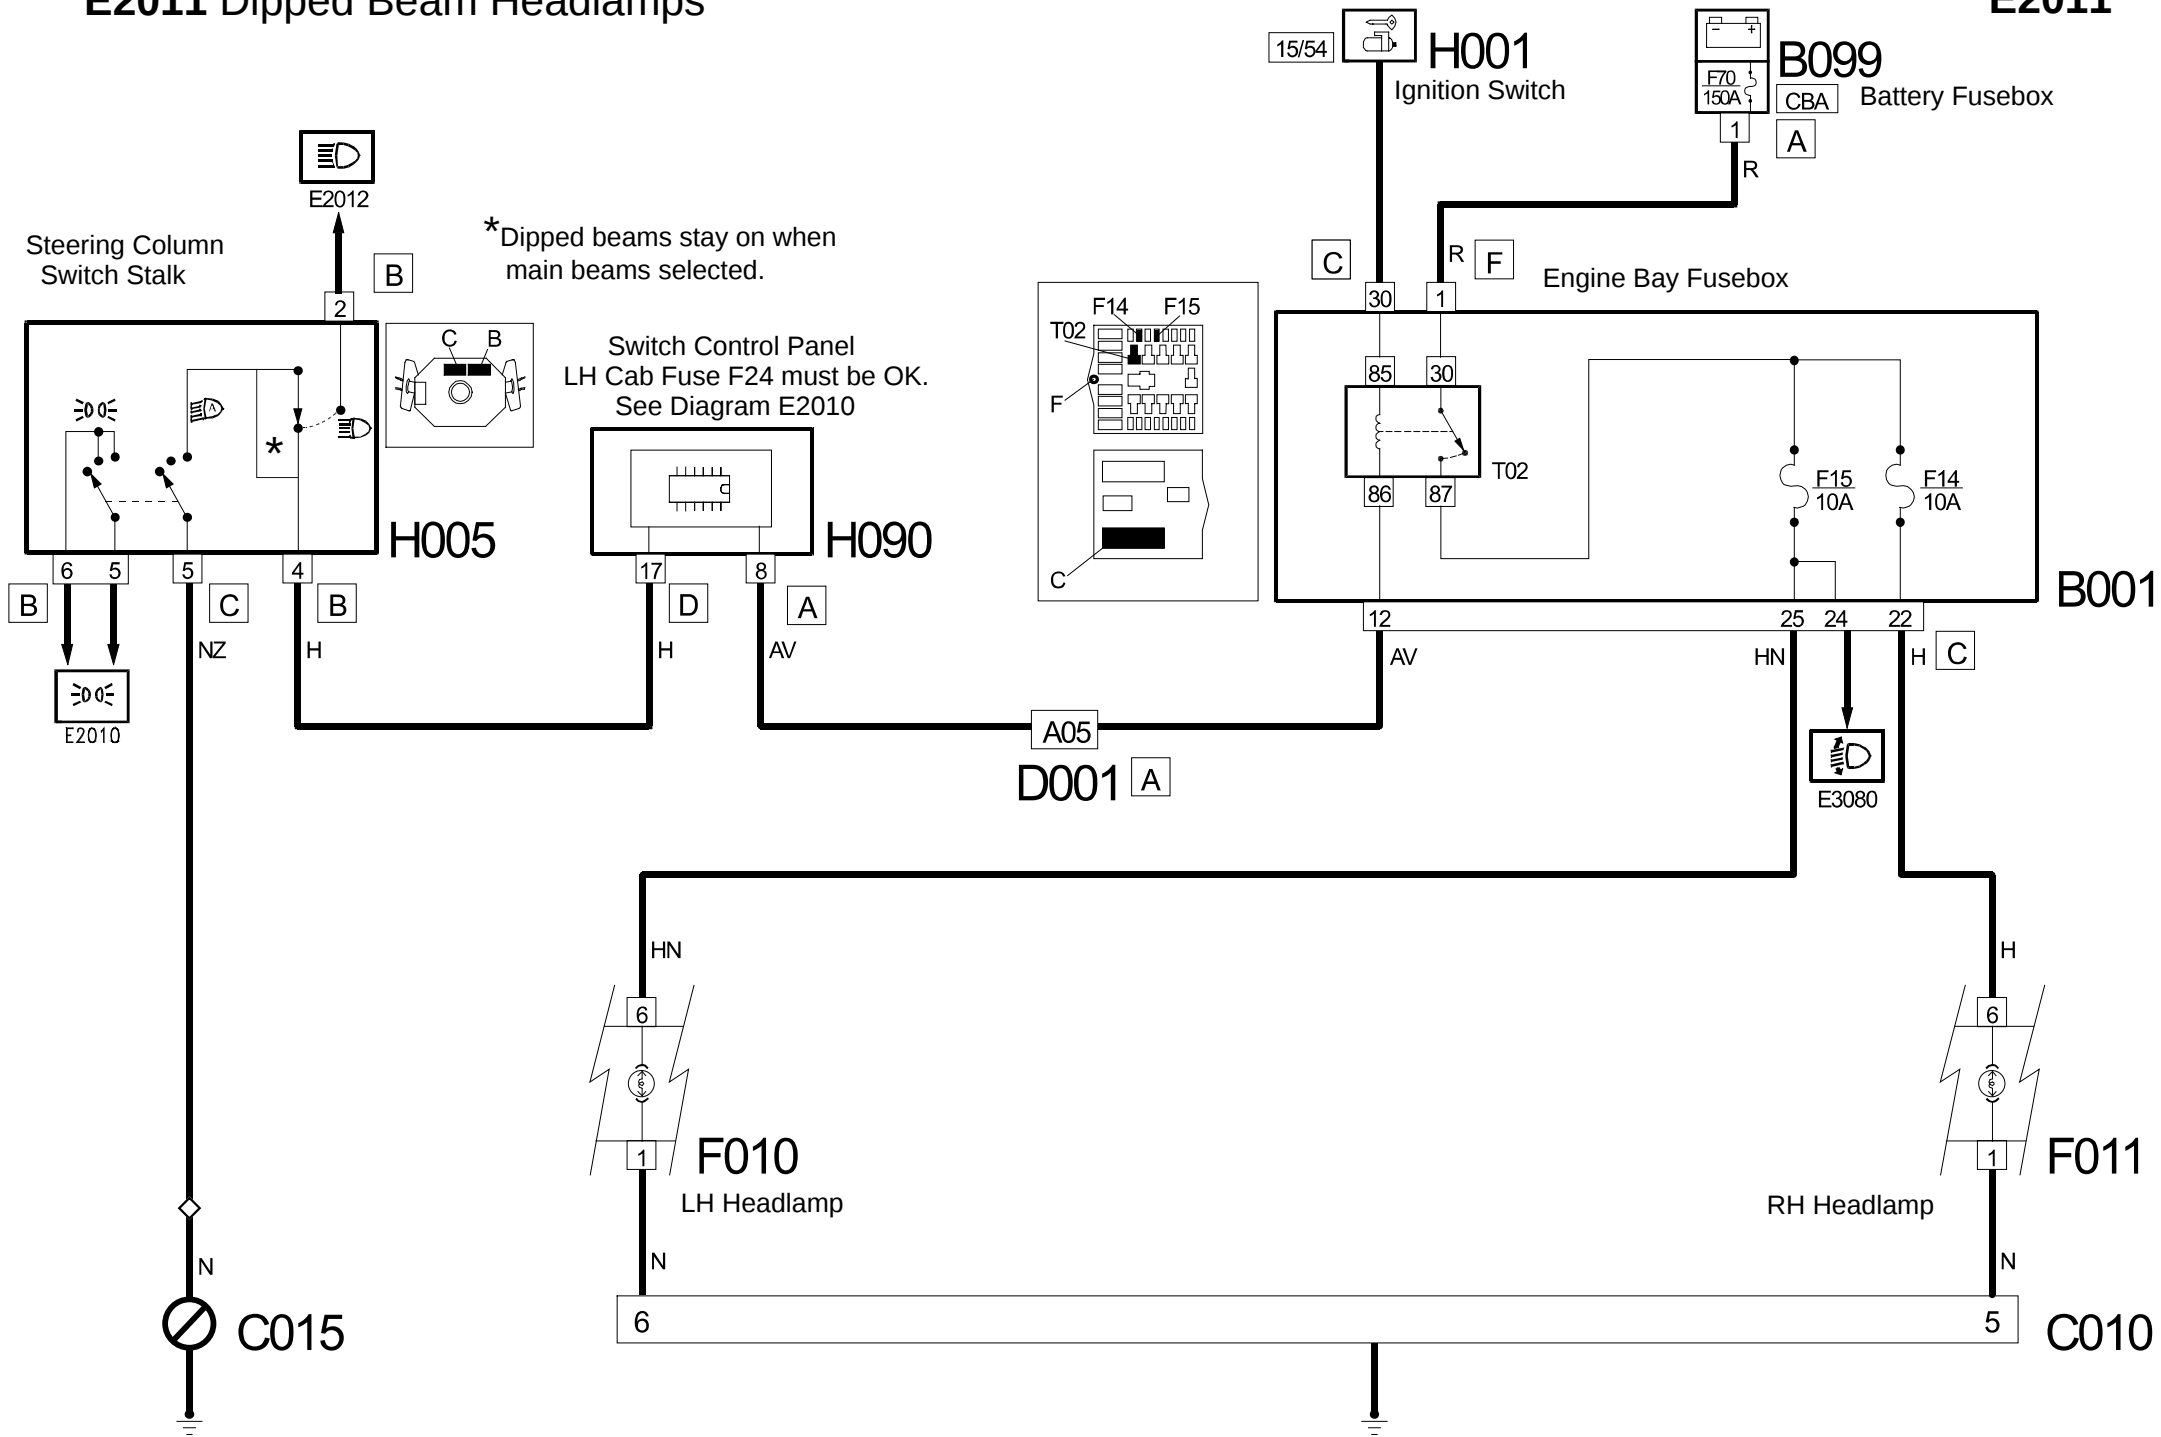 E2011 Dipped Beam Headlamps
E2011
15/54
H001
Ignition Switch
- +
F70
150A
B099
CBA
Battery Fusebox
1
A
R
E2012
Steering Column
Switch Stalk
B
2
*Dipped beams stay on when
main beams selected.
C
R
F
Engine Bay Fusebox
30
1
C B
Switch Control Panel
LH Cab Fuse F24 must be OK.
See Diagram E2010
F14 F15
T02
F
C
85
30
A
*
T02
86
87
F15
10A
F14
10A
H005
H090
B001
6
5
5
4
17
8
12
25
24
22
B
C
B
D
A
C
NZ
H
H
AV
AV
HN
H
E2010
A05
D001
A
E3080
HN
H
6
6
1
F010
LH Headlamp
1
F011
RH Headlamp
N
N
N
6
5
C015
C010